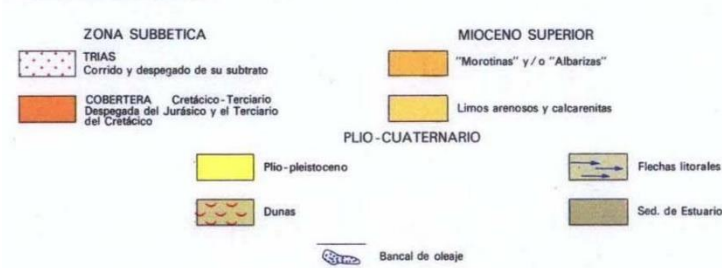 ZONA SUBBETICA
TRIAS
Corrido y despegado de su subtrato
COBERTERA Cretácico-Terciario
Despegada del Jurásico y el Terciario
del Cretácico
MIOCENO SUPERIOR
"Morotinas" y/o "Albarizas"
Limos arenosos y calcarenitas
PLIO-CUATERNARIO
Plio-pleistoceno
Dunas
Flechas litorales
Sed. de Estuario
Bancal de oleaje